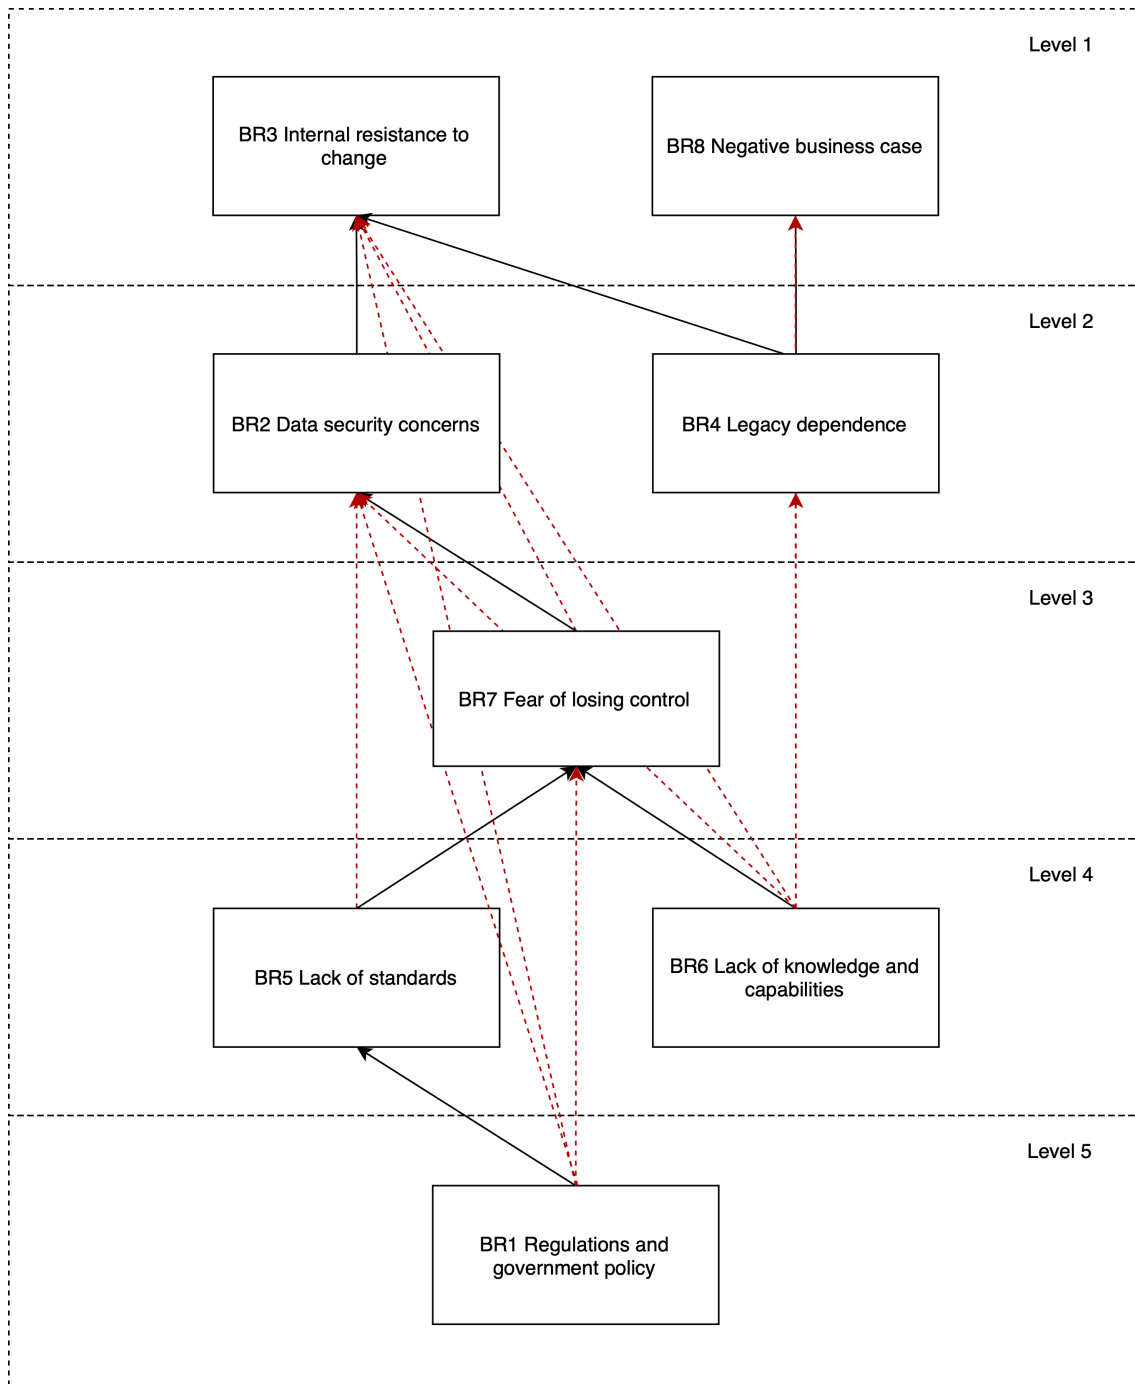 Level 1
BR3 Internal resistance to
change
BR8 Negative business case
Level 2
BR2 Data security concerns
BR4 Legacy dependence
Level 3
BR7 Fear of losing control
Level 4
BR5 Lack of standards
BR6 Lack of knowledge and
capabilities
Level 5
BR1 Regulations and
government policy